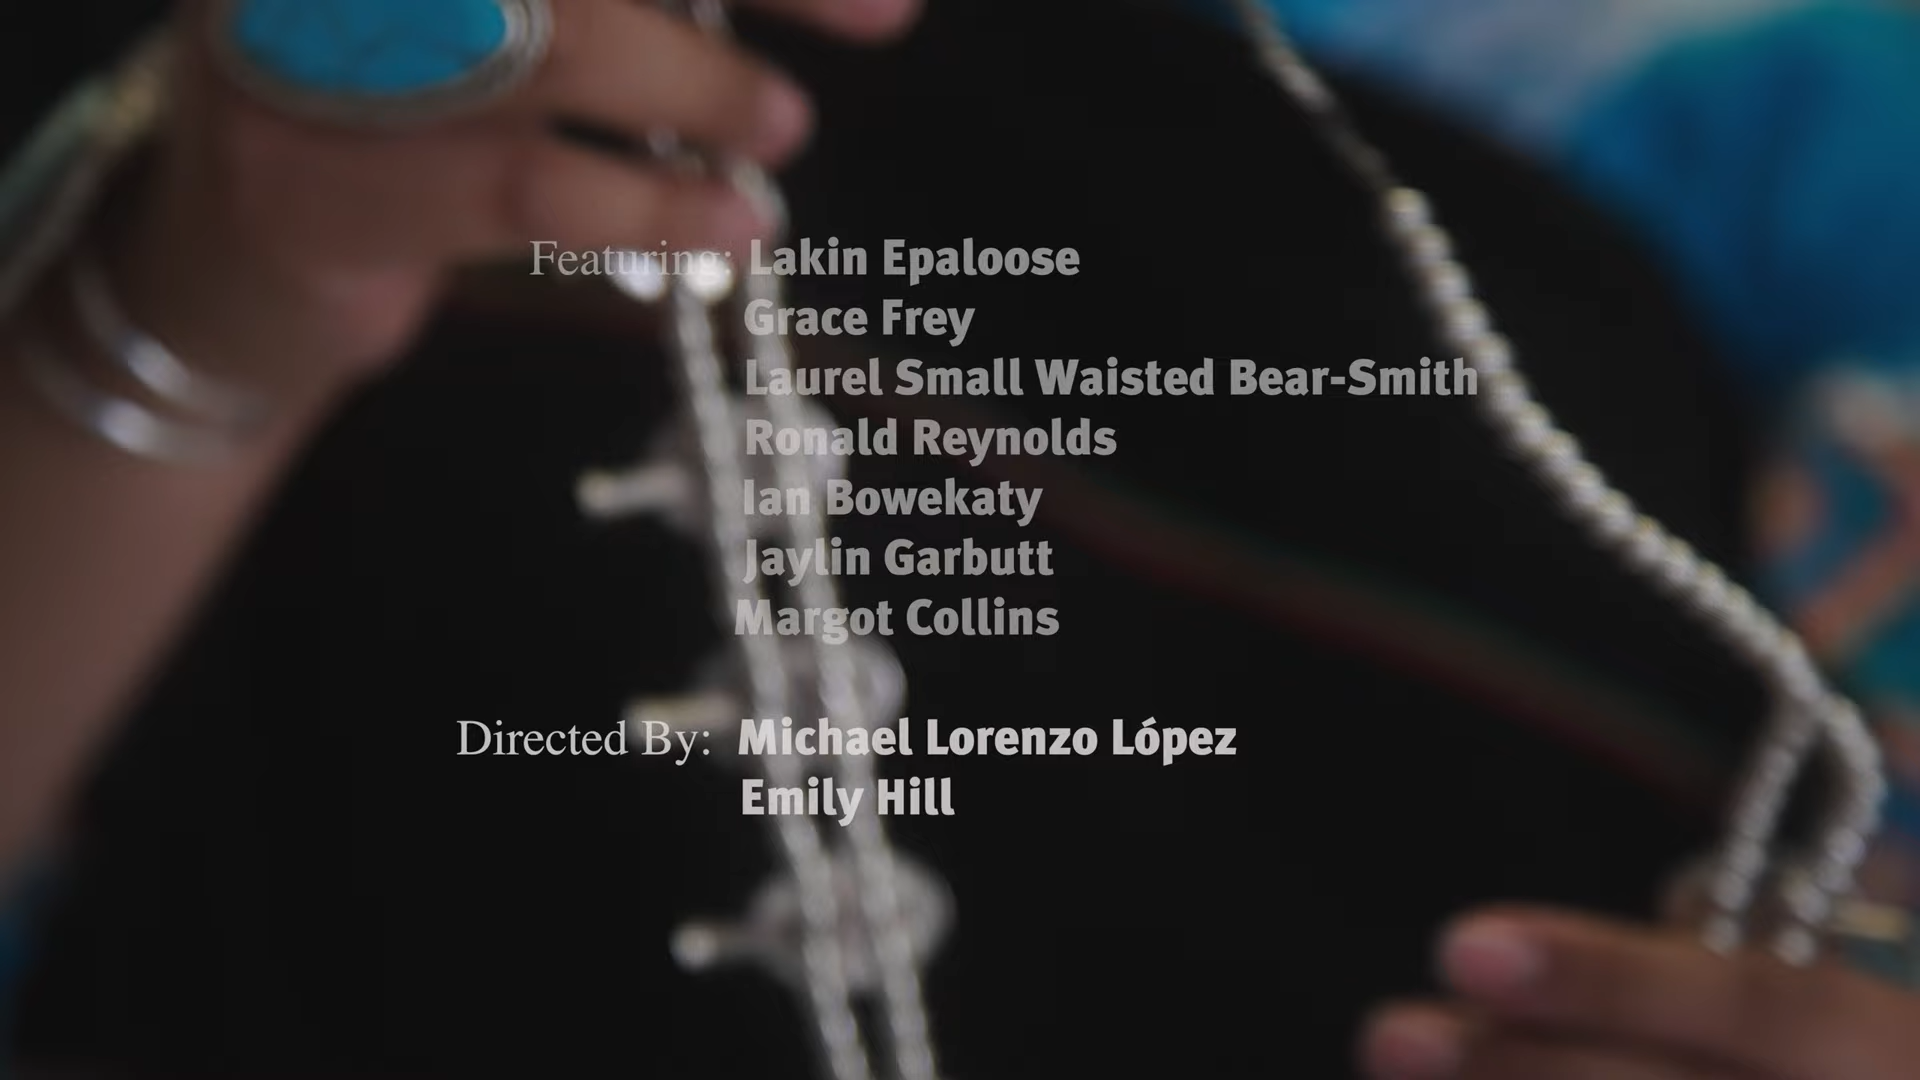 Featuring: Lakin Epaloose
Grace Frey
Laurel Small Waisted Bear-Smith
Ronald Reynolds
Ian Bowekaty
Jaylin Garbutt
Margot Collins
Directed By: Michael Lorenzo López
Emily Hill